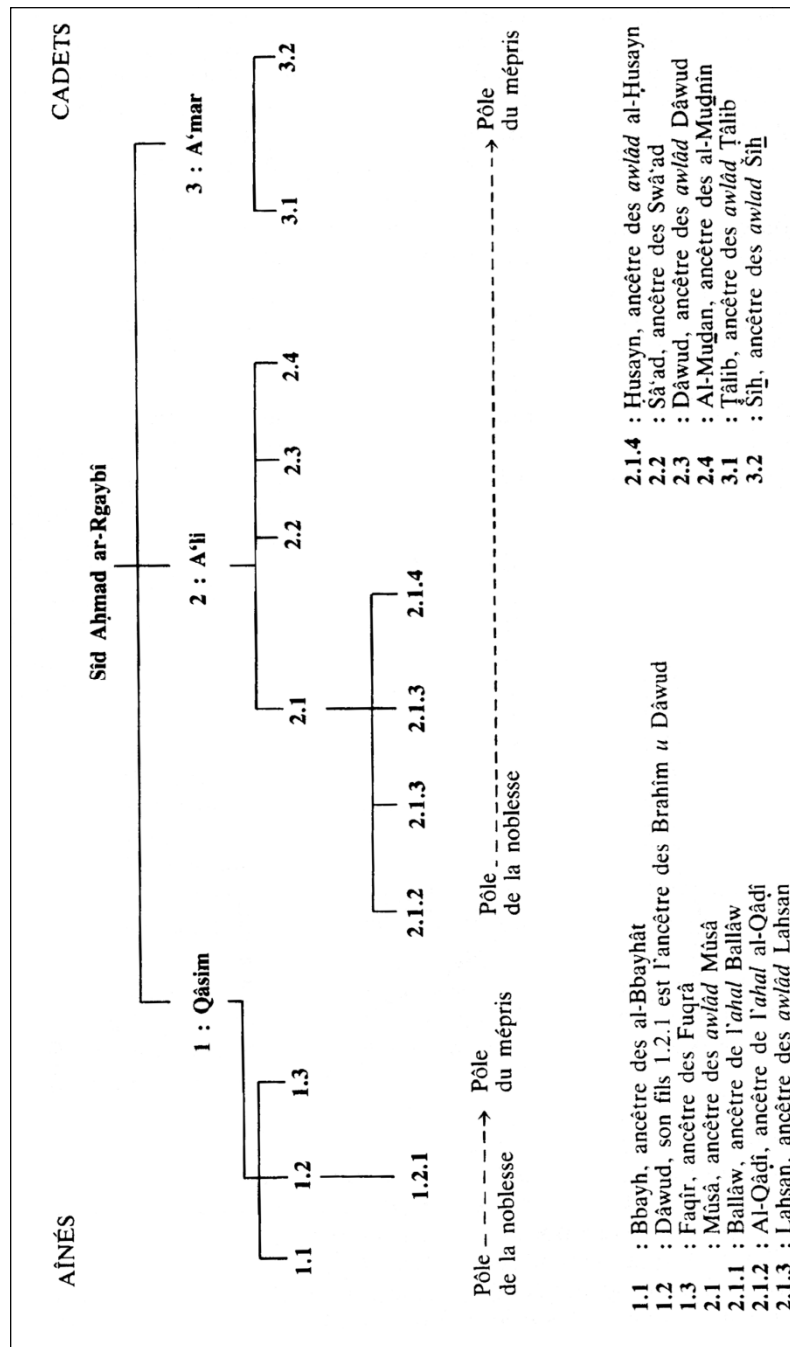 AÎNÉS
CADETS
Sîd Aḥmad ar-Rgaybî
1 : Qâsim
2 : A‘li
3 : A‘mar
1.1
1.2
1.3
2.1
2.2
2.3
2.4
3.1
3.2
1.2.1
2.1.2
2.1.3
2.1.3
2.1.4
Pôle
de la noblesse
Pôle
du mépris
Pôle
de la noblesse
Pôle
du mépris
1.1 : Bbayh, ancêtre des al-Bbayhât
1.2 : Dâwud, son fils 1.2.1 est l'ancêtre des Brahîm u Dâwud
1.3 : Faqîr, ancêtre des Fuqrâ
2.1 : Mûsâ, ancêtre des awlâd Mûsâ
2.1.1 : Ballâw, ancêtre de l'ahal Ballâw
2.1.2 : Al-Qâḍî, ancêtre de l'ahal al-Qâḍî
2.1.3 : Lahsan, ancêtre des awlâd Lahsan
2.1.4 : Ḥusayn, ancêtre des awlâd al-Ḥusayn
2.2 : Sâ‘ad, ancêtre des Swâ‘ad
2.3 : Dâwud, ancêtre des awlâd Dâwud
2.4 : Al-Muḏan, ancêtre des al-Muḏnîn
3.1 : Ṭâlib, ancêtre des awlâd Ṭâlib
3.2 : Šiẖ, ancêtre des awlad Šiẖ